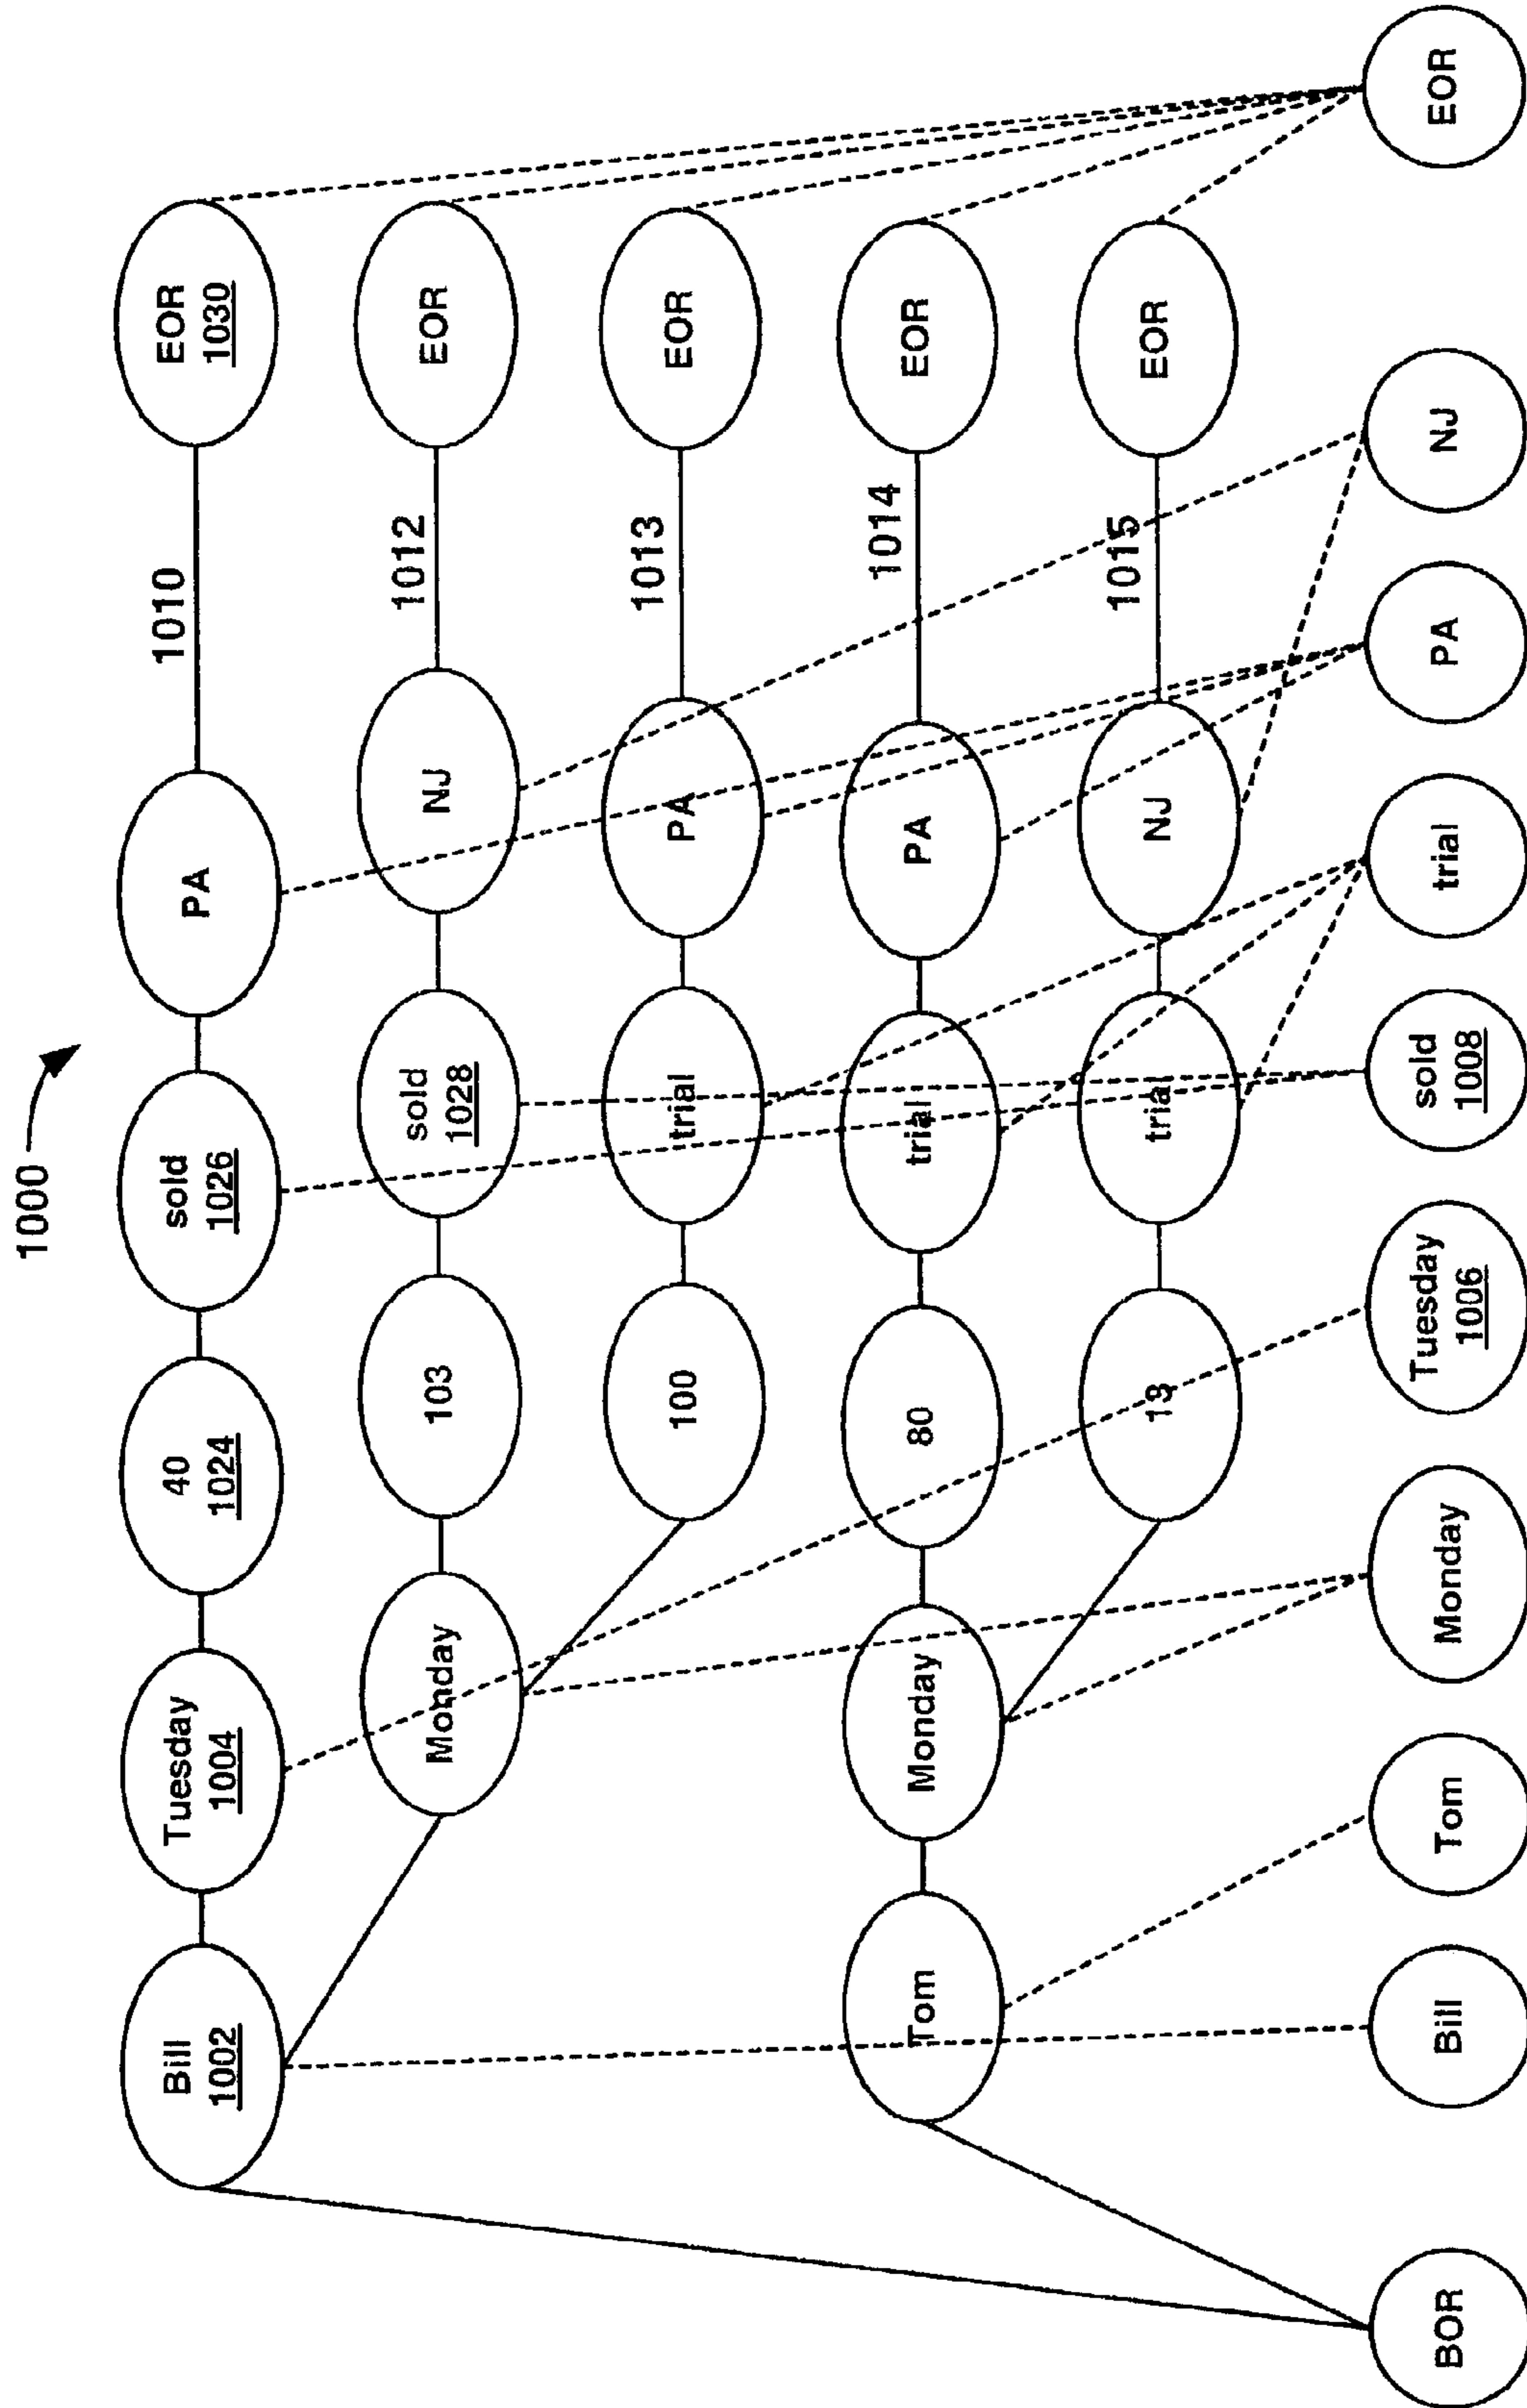 1000
Bill
1002
Tuesday
1004
40
1024
sold
1026
PA
1010
EOR
1030
Monday
103
sold
1028
NJ
1012
EOR
100
trial
PA
1013
EOR
Tom
Monday
80
trial
PA
1014
EOR
trial
NJ
1015
EOR
BOR
Bill
Tom
Monday
Tuesday
1006
sold
1008
trial
PA
NJ
EOR